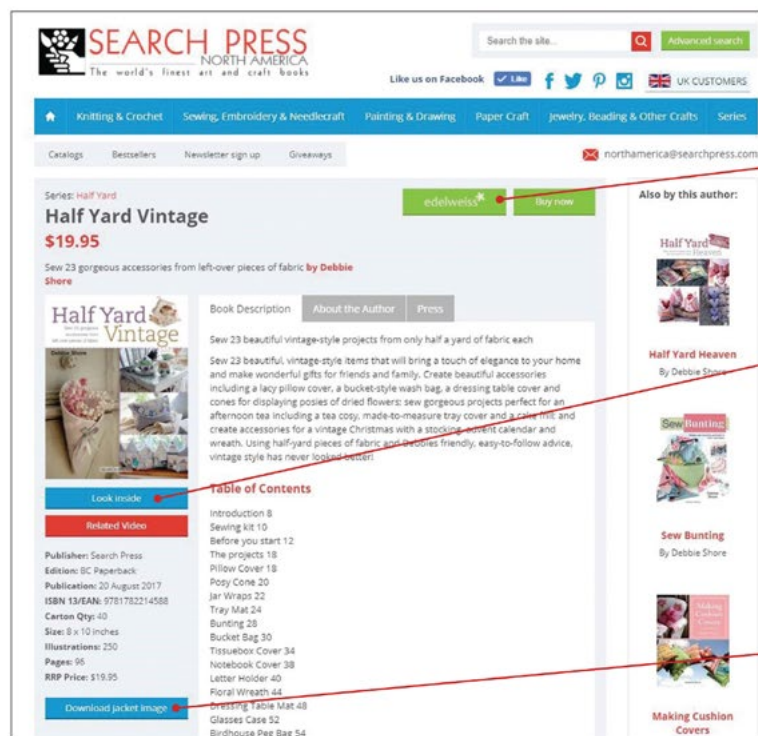 SEARCH PRESS
NORTH AMERICA
The world's finest art and craft books
Search the site...
Advanced search
Like us on Facebook
Like
UK CUSTOMERS
Knitting & Crochet
Sewing, Embroidery & Needlecraft
Painting & Drawing
Paper Craft
Jewelry, Beading & Other Crafts
Series
Catalogs
Bestsellers
Newsletter sign up
Giveaways
northamerica@searchpress.com
Series: Half Yard
Half Yard Vintage
$19.95
Sew 23 gorgeous accessories from left-over pieces of fabric by Debbie
Shore
edelweiss
Buy now
Half Yard
Vintage
Debbie Shore
Look inside
Related Video
Publisher: Search Press
Edition: BC Paperback
Publication: 20 August 2017
ISBN 13/EAN: 9781782214588
Carton Qty: 40
Size: 8 x 10 inches
Illustrations: 250
Pages: 96
RRP Price: $19.95
Download jacket image
Book Description
About the Author
Press
Sew 23 beautiful vintage-style projects from only half a yard of fabric each
Sew 23 beautiful, vintage-style items that will bring a touch of elegance to your home
and make wonderful gifts for friends and family. Create beautiful accessories
including a lacy pillow cover, a bucket-style wash bag, a dressing table cover and
cones for displaying posies of dried flowers; sew gorgeous projects perfect for an
afternoon tea including a tea cosy, made-to-measure tray cover and a cake frill; and
create accessories for a vintage Christmas with a stocking, advent calendar and
wreath. Using half-yard pieces of fabric and Debbies friendly, easy-to-follow advice,
vintage style has never looked better!
Table of Contents
Introduction 8
Sewing kit 10
Before you start 12
The projects 18
Pillow Cover 18
Posy Cone 20
Jar Wraps 22
Tray Mat 24
Bunting 28
Bucket Bag 30
Tissuebox Cover 34
Notebook Cover 38
Letter Holder 40
Floral Wreath 44
Dressing Table Mat 48
Glasses Case 52
Birdhouse Peg Bag 54
Also by this author:
Half Yard
Heaven
Half Yard Heaven
By Debbie Shore
Sew Bunting
Sew Bunting
By Debbie Shore
Making
Cushion
Covers
Making Cushion
Covers